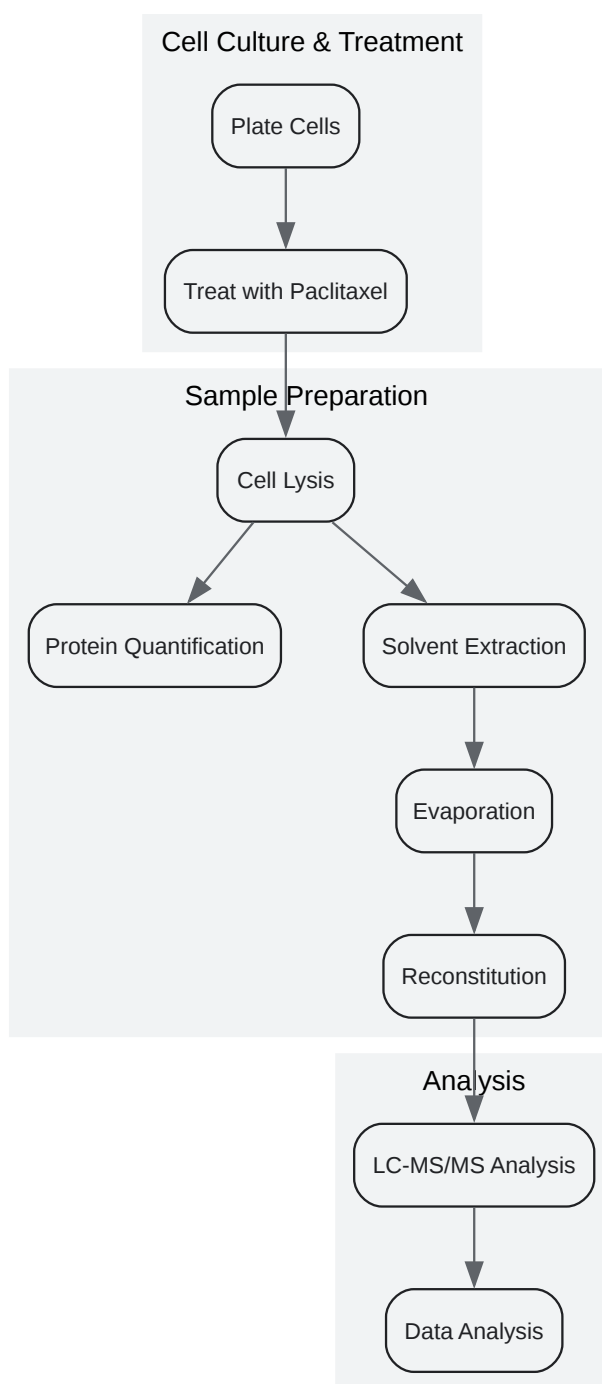 Cell Culture & Treatment
Plate Cells
Treat with Paclitaxel
Sample Preparation
Cell Lysis
Protein Quantification
Solvent Extraction
Evaporation
Reconstitution
Analysis
LC-MS/MS Analysis
Data Analysis